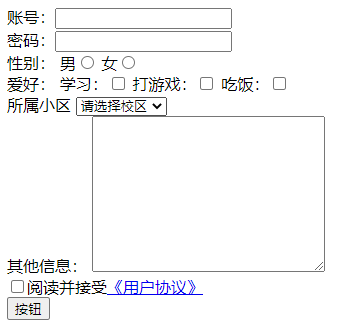 账号：
密码：
性别： 男 女
爱好： 学习： 打游戏： 吃饭：
所属小区 请选择校区
其他信息：
阅读并接受《用户协议》
按钮